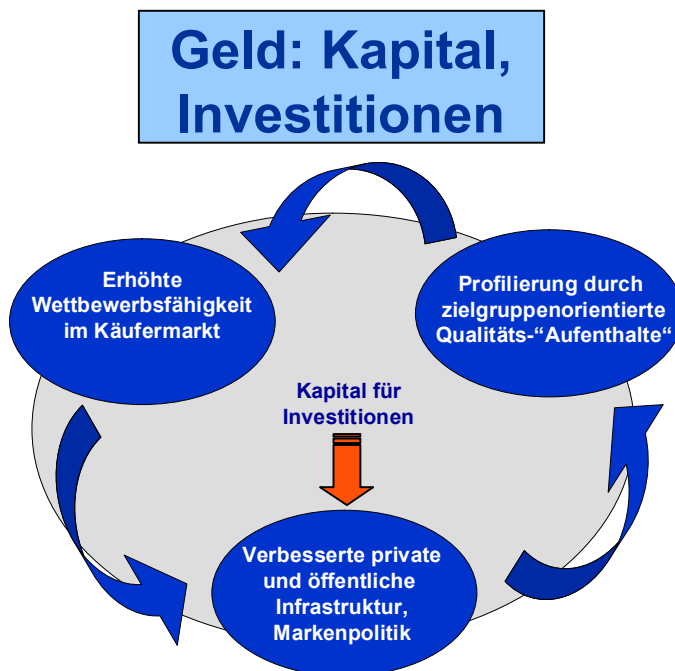 Geld: Kapital,
Investitionen
Erhöhte
Wettbewerbsfähigkeit
im Käufermarkt
Profilierung durch
zielgruppenorientierte
Qualitäts-“Aufenthalte“
Kapital für
Investitionen
Verbesserte private
und öffentliche
Infrastruktur,
Markenpolitik